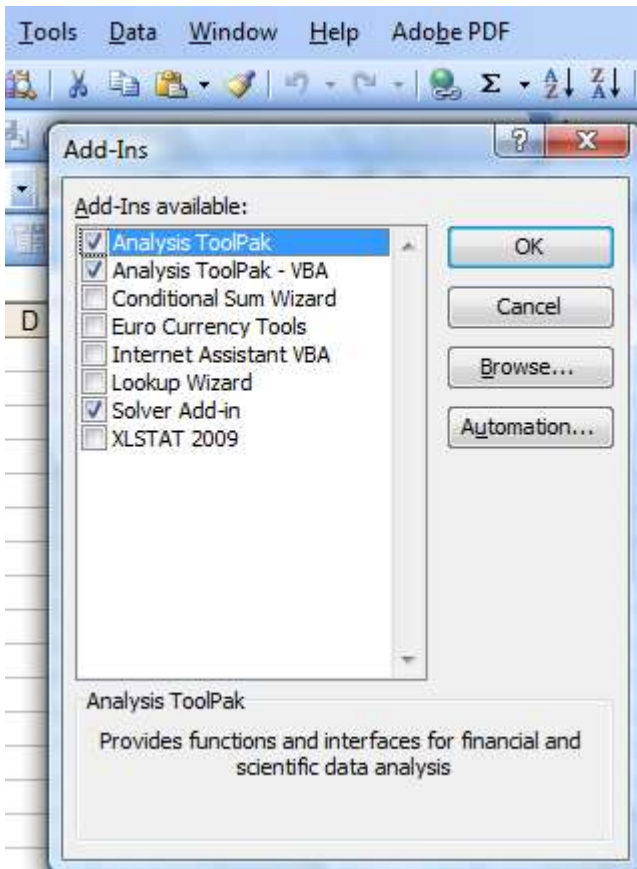 Tools Data Window Help Adobe PDF
Σ A Z Z A
Add-Ins ? X
Add-Ins available:
Analysis ToolPak
Analysis ToolPak - VBA
Conditional Sum Wizard
Euro Currency Tools
Internet Assistant VBA
Lookup Wizard
Solver Add-in
XLSTAT 2009
OK
Cancel
Browse...
Automation...
D
Analysis ToolPak
Provides functions and interfaces for financial and
scientific data analysis